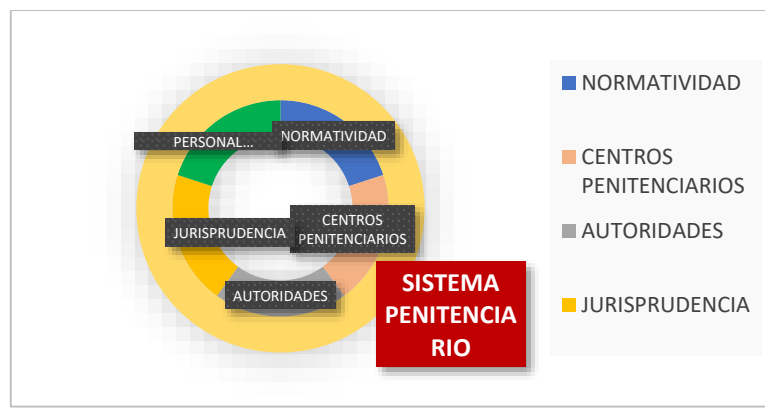 PERSONAL...
NORMATIVIDAD
JURISPRUDENCIA
CENTROS
PENITENCIARIOS
AUTORIDADES
SISTEMA
PENITENCIA
RIO
NORMATIVIDAD
CENTROS
PENITENCIARIOS
AUTORIDADES
JURISPRUDENCIA